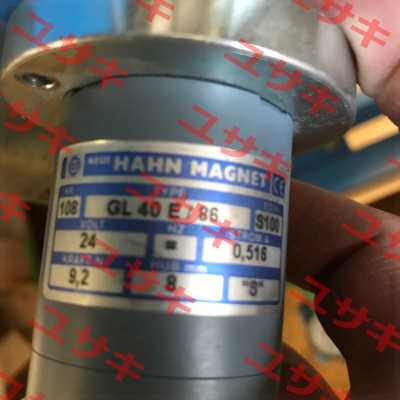 NEUE HAHN MAGNET CE
NR TYPE
108 GL 40 E / 86 S100
VOLT HZ STROM A
24 = 0,516
KRAFT N HUB mm
9,2 8 "S"
ユサキ